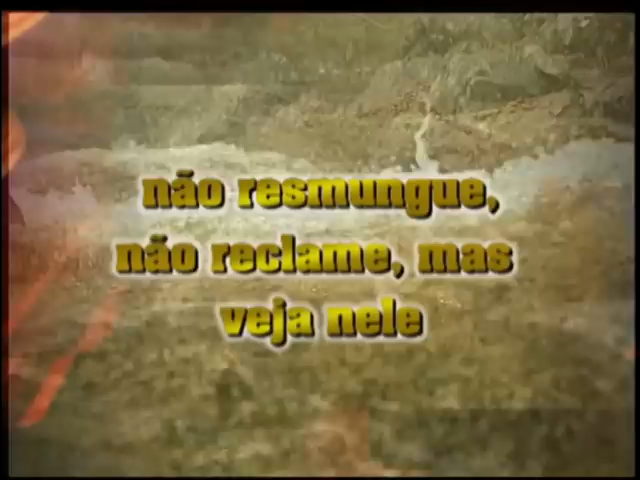 não resmungue,
não reclame, mas
veja nele